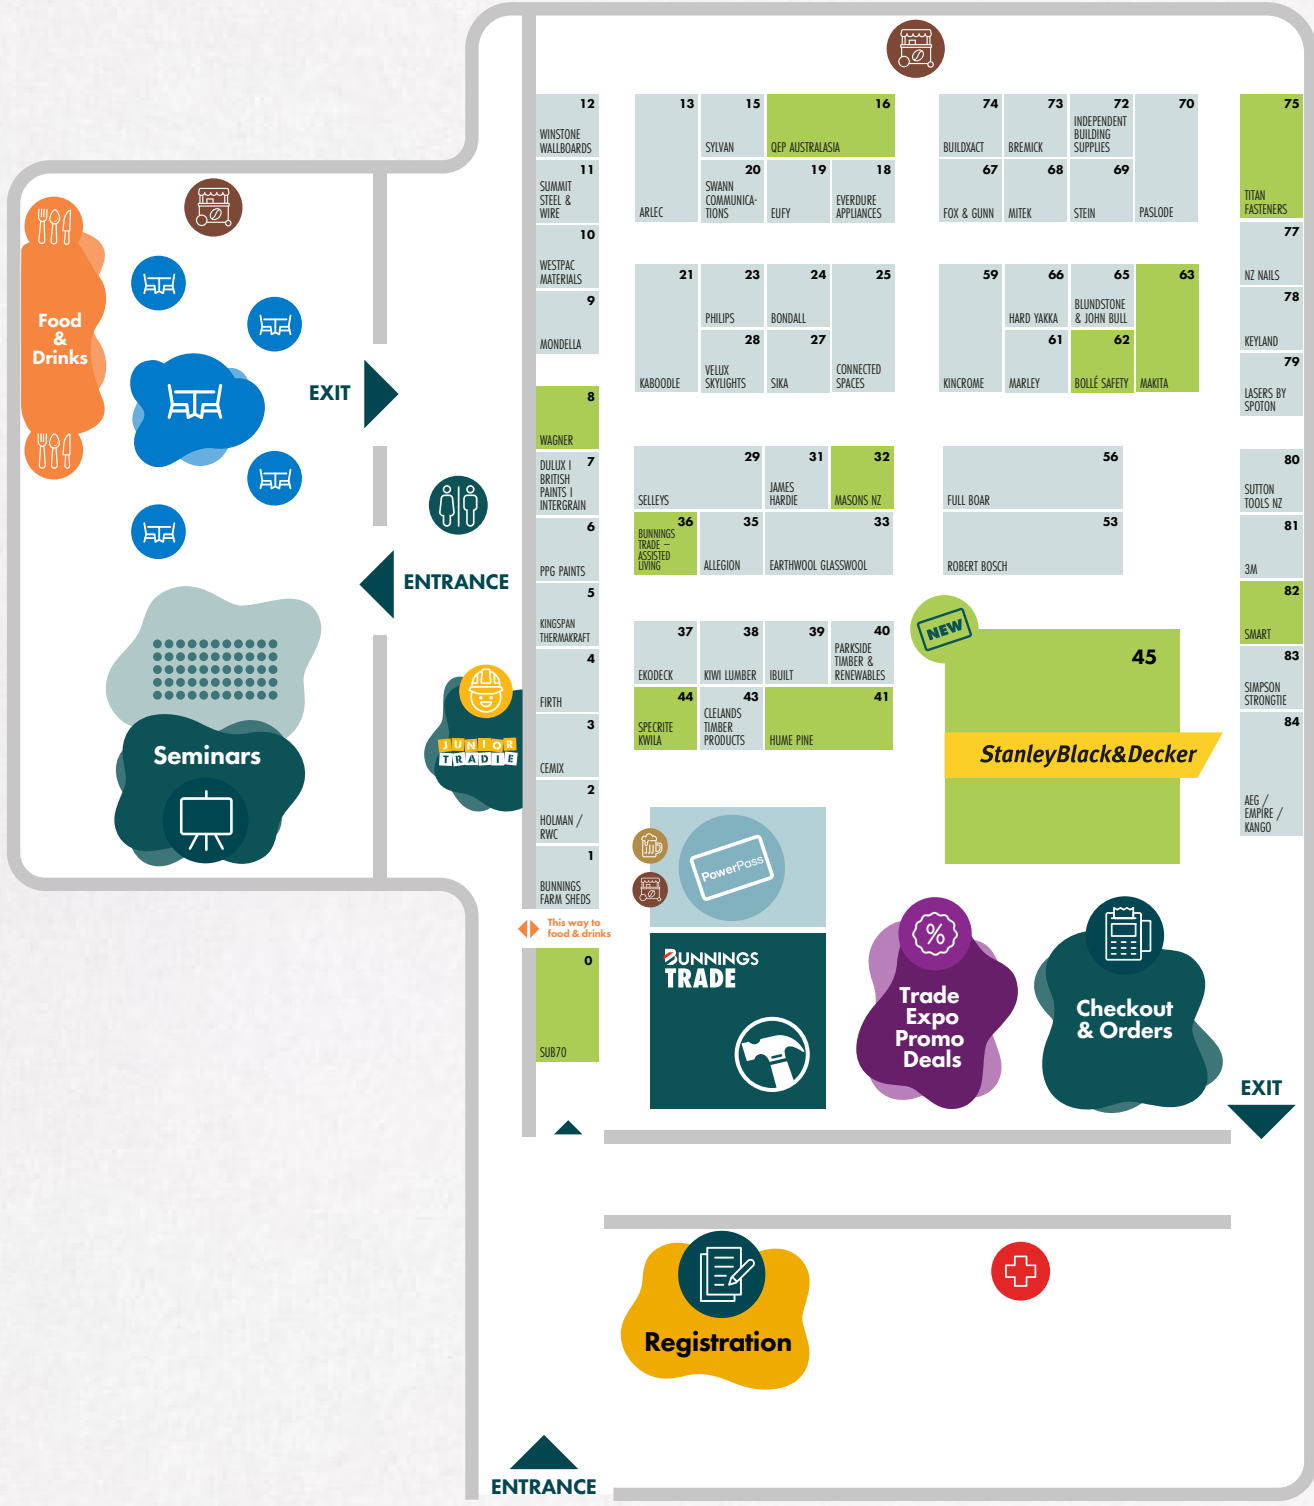 12
WINSTONE
WALLBOARDS
11
SUMMIT
STEEL &
WIRE
10
WESTPAC
MATERIALS
9
MONDELLA
8
WAGNER
7
DULUX |
BRITISH
PAINTS |
INTERGRAIN
6
PPG PAINTS
5
KINGSPAN
THERMAKRAFT
4
FIRTH
3
CEMIX
2
HOLMAN /
RWC
1
BUNNINGS
FARM SHEDS
This way to
food & drinks
0
SUB70
13
ARLEC
15
SYLVAN
16
QEP AUSTRALASIA
20
SWANN
COMMUNICA-
TIONS
19
EUFY
18
EVERDURE
APPLIANCES
74
BUILDXACT
73
BREMICK
72
INDEPENDENT
BUILDING
SUPPLIES
70
PASLODE
67
FOX & GUNN
68
MITEK
69
STEIN
75
TITAN
FASTENERS
77
NZ NAILS
78
KEYLAND
79
LASERS BY
SPOTON
21
KABOODLE
23
PHILIPS
24
BONDALL
25
CONNECTED
SPACES
28
VELUX
SKYLIGHTS
27
SIKA
59
KINCROME
66
HARD YAKKA
65
BLUNDSTONE
& JOHN BULL
63
MAKITA
61
MARLEY
62
BOLLÉ SAFETY
29
SELLEYS
31
JAMES
HARDIE
32
MASONS NZ
36
BUNNINGS
TRADE –
ASSISTED
LIVING
35
ALLEGION
33
EARTHWOOL GLASSWOOL
56
FULL BOAR
53
ROBERT BOSCH
80
SUTTON
TOOLS NZ
81
3M
82
SMART
83
SIMPSON
STRONGTIE
84
AEG /
EMPIRE /
KANGO
37
EKODECK
38
KIWI LUMBER
39
IBUILT
40
PARKSIDE
TIMBER &
RENEWABLES
44
SPECRITE
KWILA
43
CLELANDS
TIMBER
PRODUCTS
41
HUME PINE
NEW
45
StanleyBlack&Decker
Food
&
Drinks
EXIT
ENTRANCE
Seminars
JUNIOR
TRADIE
PowerPass
BUNNINGS
TRADE
%
Trade
Expo
Promo
Deals
Checkout
& Orders
EXIT
Registration
ENTRANCE